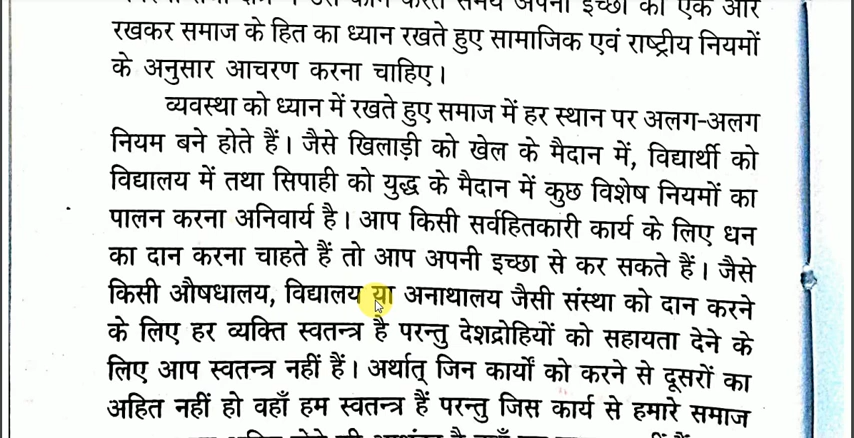 रखकर समाज के हित का ध्यान रखते हुए सामाजिक एवं राष्ट्रीय नियमों
के अनुसार आचरण करना चाहिए।
व्यवस्था को ध्यान में रखते हुए समाज में हर स्थान पर अलग-अलग
नियम बने होते हैं। जैसे खिलाड़ी को खेल के मैदान में, विद्यार्थी को
विद्यालय में तथा सिपाही को युद्ध के मैदान में कुछ विशेष नियमों का
पालन करना अनिवार्य है। आप किसी सर्वहितकारी कार्य के लिए धन
का दान करना चाहते हैं तो आप अपनी इच्छा से कर सकते हैं। जैसे
किसी औषधालय, विद्यालय या अनाथालय जैसी संस्था को दान करने
के लिए हर व्यक्ति स्वतन्त्र है परन्तु देशद्रोहियों को सहायता देने के
लिए आप स्वतन्त्र नहीं हैं। अर्थात् जिन कार्यों को करने से दूसरों का
अहित नहीं हो वहाँ हम स्वतन्त्र हैं परन्तु जिस कार्य से हमारे समाज